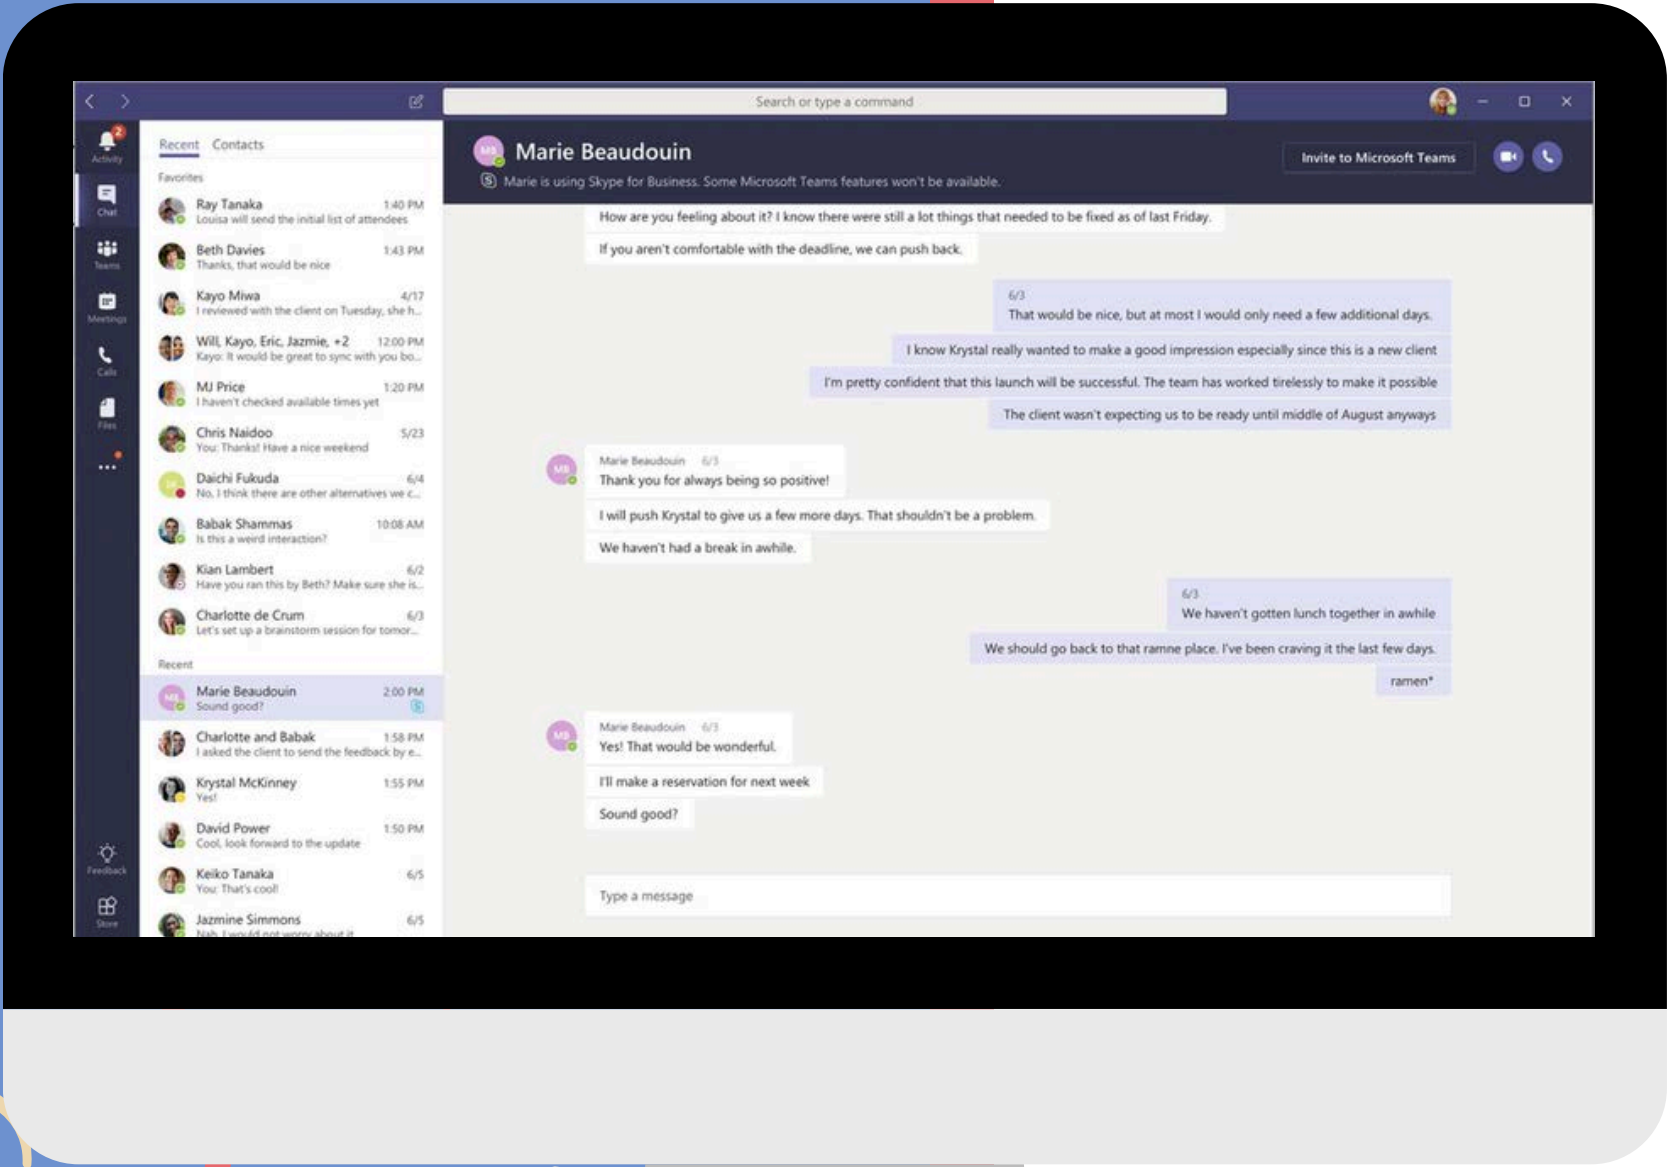 Search or type a command
2
Activity
Chat
Teams
Meetings
Calls
Files
Feedback
Store
Recent Contacts
Favorites
Ray Tanaka 1:40 PM
Louisa will send the initial list of attendees
Beth Davies 1:43 PM
Thanks, that would be nice
Kayo Miwa 4/17
I reviewed with the client on Tuesday, she h...
Will, Kayo, Eric, Jazmie, +2 12:00 PM
Kayo: It would be great to sync with you bo...
MJ Price 1:20 PM
I haven't checked available times yet
Chris Naidoo 5/23
You: Thanks! Have a nice weekend
Daichi Fukuda 6/4
No, I think there are other alternatives we c...
Babak Shammas 10:08 AM
Is this a weird interaction?
Kian Lambert 6/2
Have you ran this by Beth? Make sure she is...
Charlotte de Crum 6/3
Let's set up a brainstorm session for tomor...
Recent
MB
Marie Beaudouin 2:00 PM
Sound good?
Charlotte and Babak 1:58 PM
I asked the client to send the feedback by e...
Krystal McKinney 1:55 PM
Yes!
David Power 1:50 PM
Cool, look forward to the update
Keiko Tanaka 6/5
You: That's cool!
Jazmine Simmons 6/5
Nah, I would not worry about it
MB
Marie Beaudouin
Invite to Microsoft Teams
Marie is using Skype for Business. Some Microsoft Teams features won't be available.
How are you feeling about it? I know there were still a lot things that needed to be fixed as of last Friday.
If you aren't comfortable with the deadline, we can push back.
6/3
That would be nice, but at most I would only need a few additional days.
I know Krystal really wanted to make a good impression especially since this is a new client
I'm pretty confident that this launch will be successful. The team has worked tirelessly to make it possible
The client wasn't expecting us to be ready until middle of August anyways
MB
Marie Beaudouin 6/3
Thank you for always being so positive!
I will push Krystal to give us a few more days. That shouldn't be a problem.
We haven't had a break in awhile.
6/3
We haven't gotten lunch together in awhile
We should go back to that ramne place. I've been craving it the last few days.
ramen*
MB
Marie Beaudouin 6/3
Yes! That would be wonderful.
I'll make a reservation for next week
Sound good?
Type a message